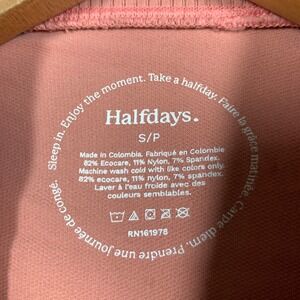 Sleep in. Enjoy the moment. Take a halfday. Faire la grâce matinée. Carpe diem. Prendre une journée de congé.
Halfdays.
S/P
Made in Colombia. Fabriqué en Colombie
82% Ecocare, 11% Nylon, 7% Spandex.
Machine wash cold with like colors only.
82% ecocare, 11% nylon, 7% spandex.
Laver à l'eau froide avec des
couleurs semblables.
RN161978